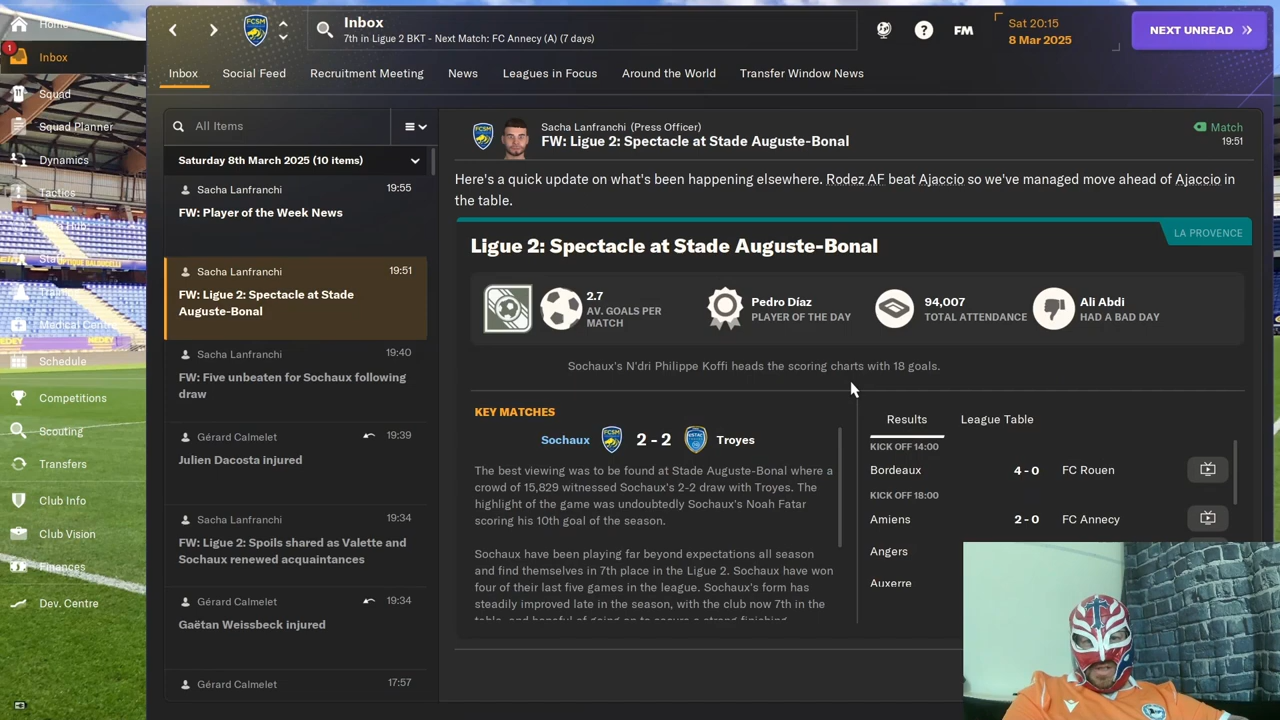 Home
1
Inbox
Squad
Squad Planner
Dynamics
Tactics
Medical Centre
Schedule
Competitions
Scouting
Transfers
Club Info
Club Vision
Finances
Dev. Centre
FCSM
Inbox
7th in Ligue 2 BKT - Next Match: FC Annecy (A) (7 days)
FM
Sat 20:15
8 Mar 2025
NEXT UNREAD
Inbox
Social Feed
Recruitment Meeting
News
Leagues in Focus
Around the World
Transfer Window News
All Items
Saturday 8th March 2025 (10 items)
Sacha Lanfranchi
19:55
FW: Player of the Week News
Sacha Lanfranchi
19:51
FW: Ligue 2: Spectacle at Stade
Auguste-Bonal
Sacha Lanfranchi
19:40
FW: Five unbeaten for Sochaux following
draw
Gérard Calmelet
19:39
Julien Dacosta injured
Sacha Lanfranchi
19:34
FW: Ligue 2: Spoils shared as Valette and
Sochaux renewed acquaintances
Gérard Calmelet
19:34
Gaëtan Weissbeck injured
Gérard Calmelet
17:57
FCSM
Sacha Lanfranchi (Press Officer)
FW: Ligue 2: Spectacle at Stade Auguste-Bonal
Match
19:51
Here's a quick update on what's been happening elsewhere. Rodez AF beat Ajaccio so we've managed move ahead of Ajaccio in
the table.
LA PROVENCE
Ligue 2: Spectacle at Stade Auguste-Bonal
2.7
AV. GOALS PER
MATCH
Pedro Díaz
PLAYER OF THE DAY
94,007
TOTAL ATTENDANCE
Ali Abdi
HAD A BAD DAY
Sochaux's N'dri Philippe Koffi heads the scoring charts with 18 goals.
KEY MATCHES
Sochaux
2 - 2
Troyes
The best viewing was to be found at Stade Auguste-Bonal where a
crowd of 15,829 witnessed Sochaux's 2-2 draw with Troyes. The
highlight of the game was undoubtedly Sochaux's Noah Fatar
scoring his 10th goal of the season.
Sochaux have been playing far beyond expectations all season
and find themselves in 7th place in the Ligue 2. Sochaux have won
four of their last five games in the league. Sochaux's form has
steadily improved late in the season, with the club now 7th in the
Results
League Table
KICK OFF 14:00
Bordeaux
4 - 0
FC Rouen
KICK OFF 18:00
Amiens
2 - 0
FC Annecy
Angers
Auxerre